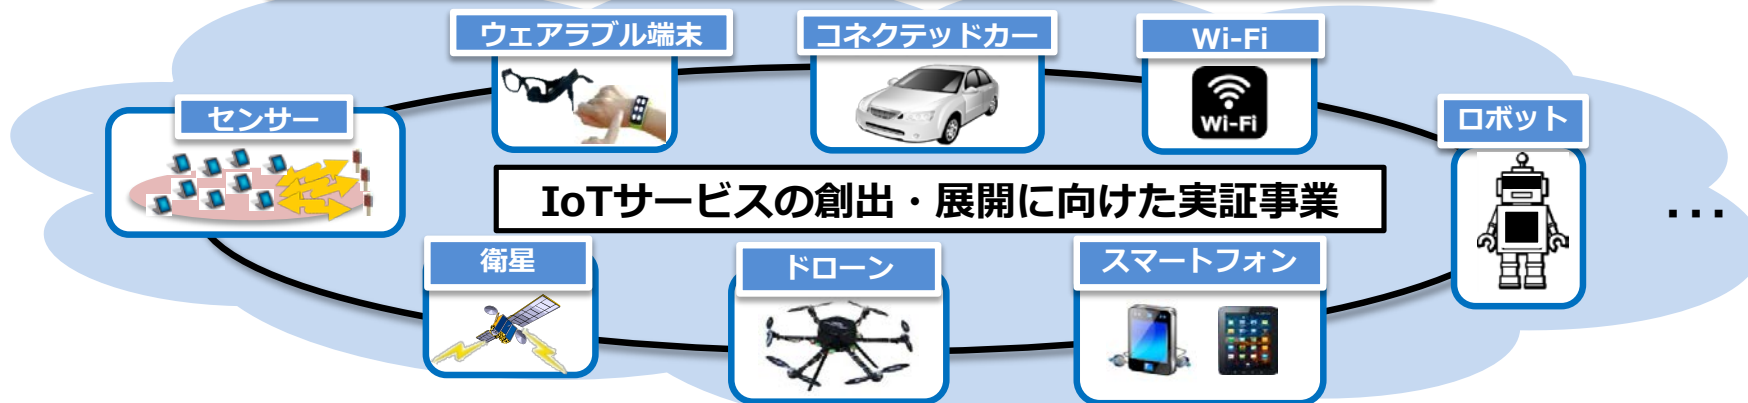 ウェアラブル端末
コネクテッドカー
Wi-Fi
センサー
Wi-Fi
ロボット
IoTサービスの創出・展開に向けた実証事業
...
衛星
ドローン
スマートフォン